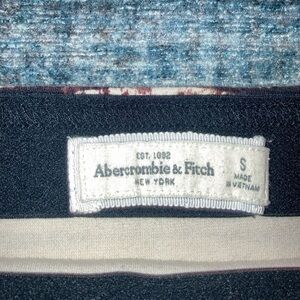 EST. 1892
Abercrombie & Fitch
NEW YORK
S
MADE
IN VIETNAM